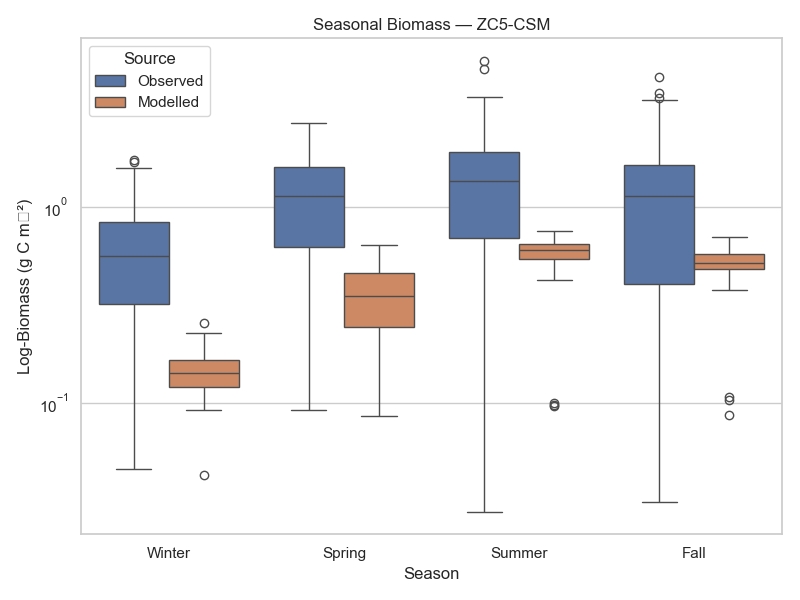 Seasonal Biomass — ZC5-CSM
Source
Observed
Modelled
Log-Biomass (g C m□²)
10⁰
10⁻¹
Winter
Spring
Summer
Fall
Season